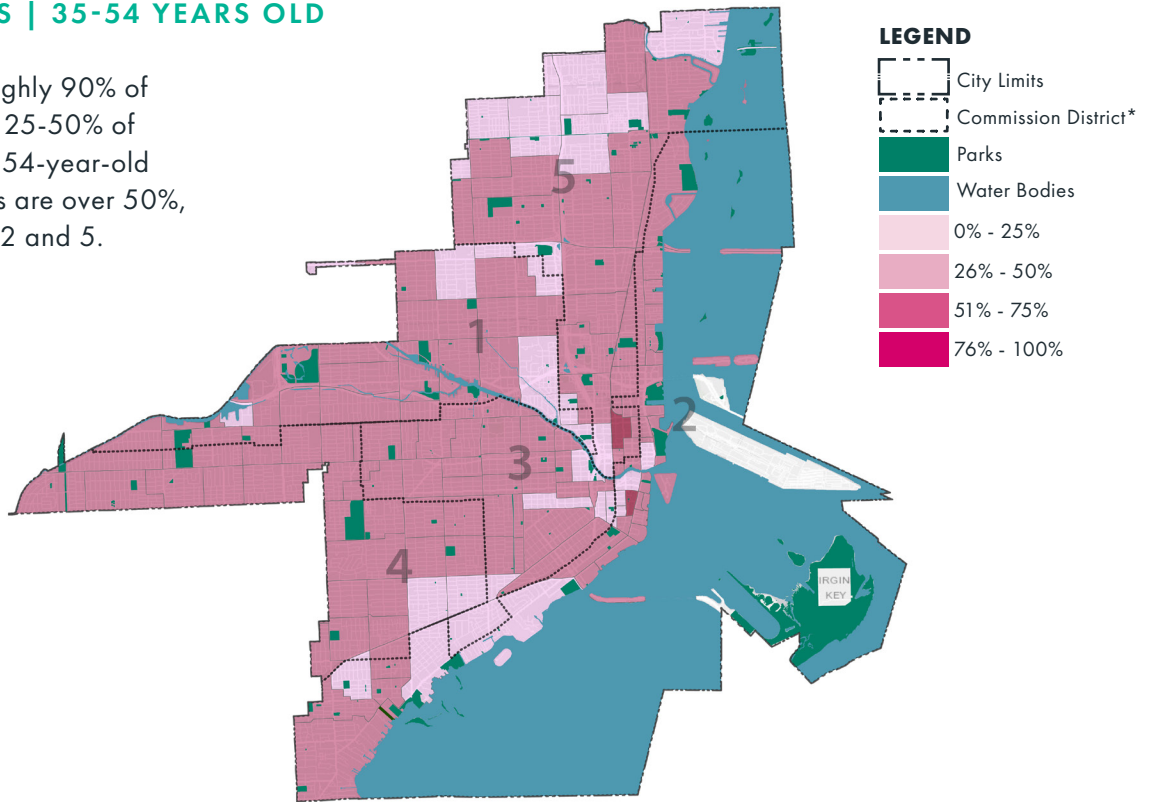 S | 35-54 YEARS OLD
ghly 90% of
25-50% of
54-year-old
s are over 50%,
2 and 5.
LEGEND
City Limits
Commission District*
Parks
Water Bodies
0% - 25%
26% - 50%
51% - 75%
76% - 100%
5
1
2
3
4
IRGIN
KEY